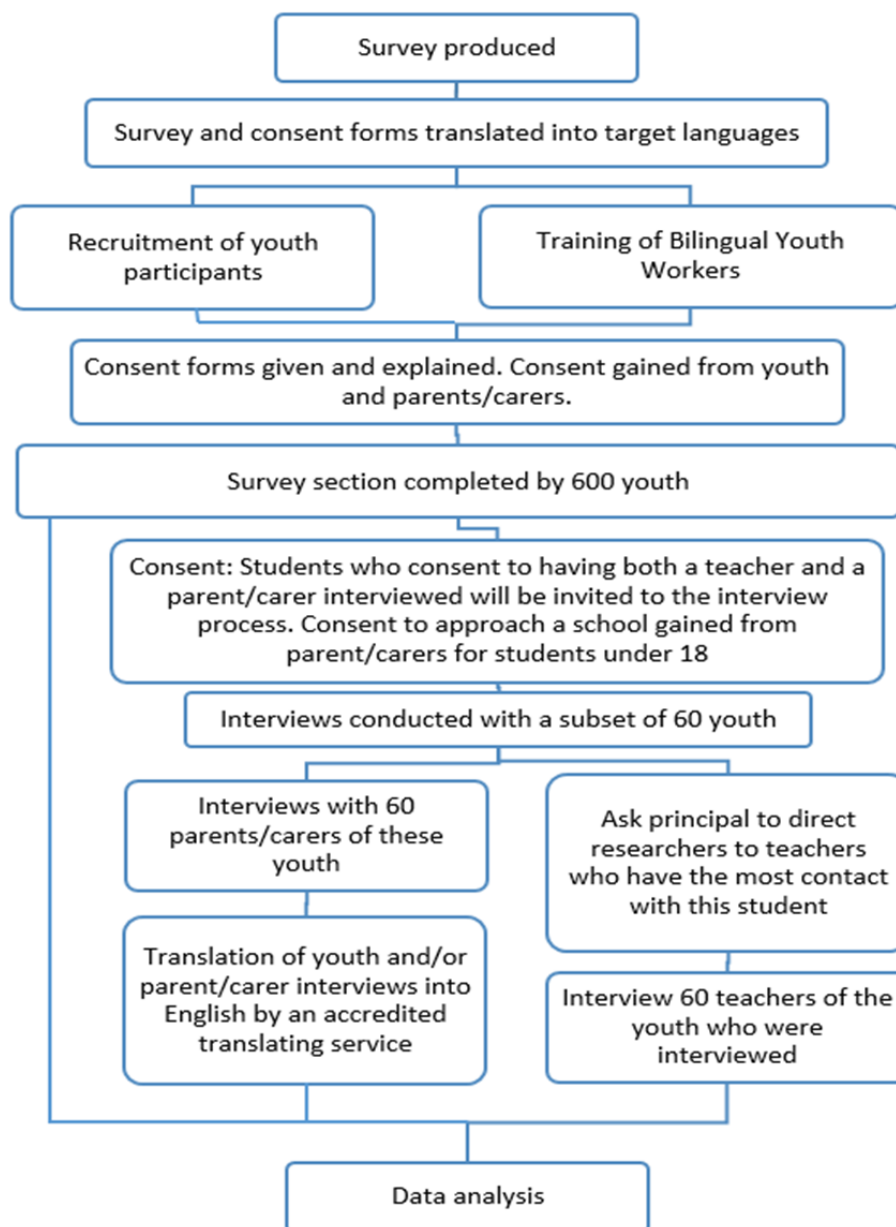 Survey produced
Survey and consent forms translated into target languages
Recruitment of youth
participants
Training of Bilingual Youth
Workers
Consent forms given and explained. Consent gained from youth
and parents/carers.
Survey section completed by 600 youth
Consent: Students who consent to having both a teacher and a
parent/carer interviewed will be invited to the interview
process. Consent to approach a school gained from
parent/carers for students under 18
Interviews conducted with a subset of 60 youth
Interviews with 60
parents/carers of these
youth
Ask principal to direct
researchers to teachers
who have the most contact
with this student
Translation of youth and/or
parent/carer interviews into
English by an accredited
translating service
Interview 60 teachers of the
youth who were
interviewed
Data analysis